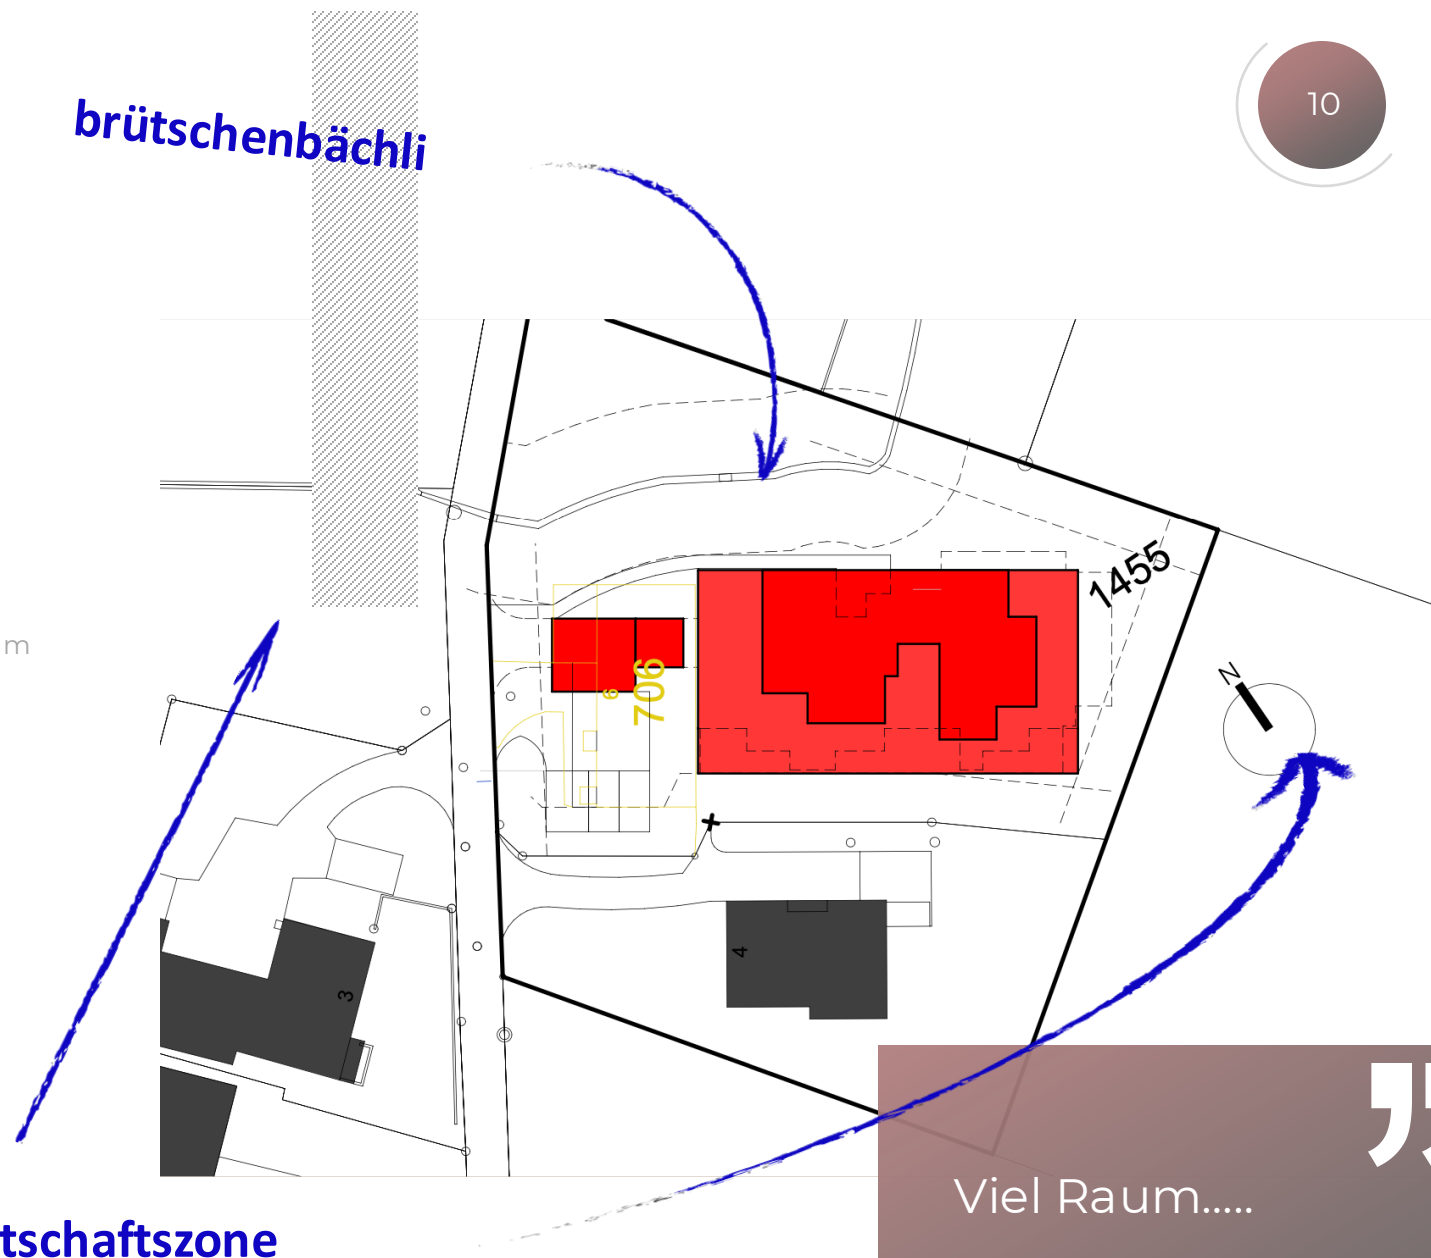 10
brütschenbächli
1455
m
706
6
N
4
3
”
Viel Raum.....
tschaftszone